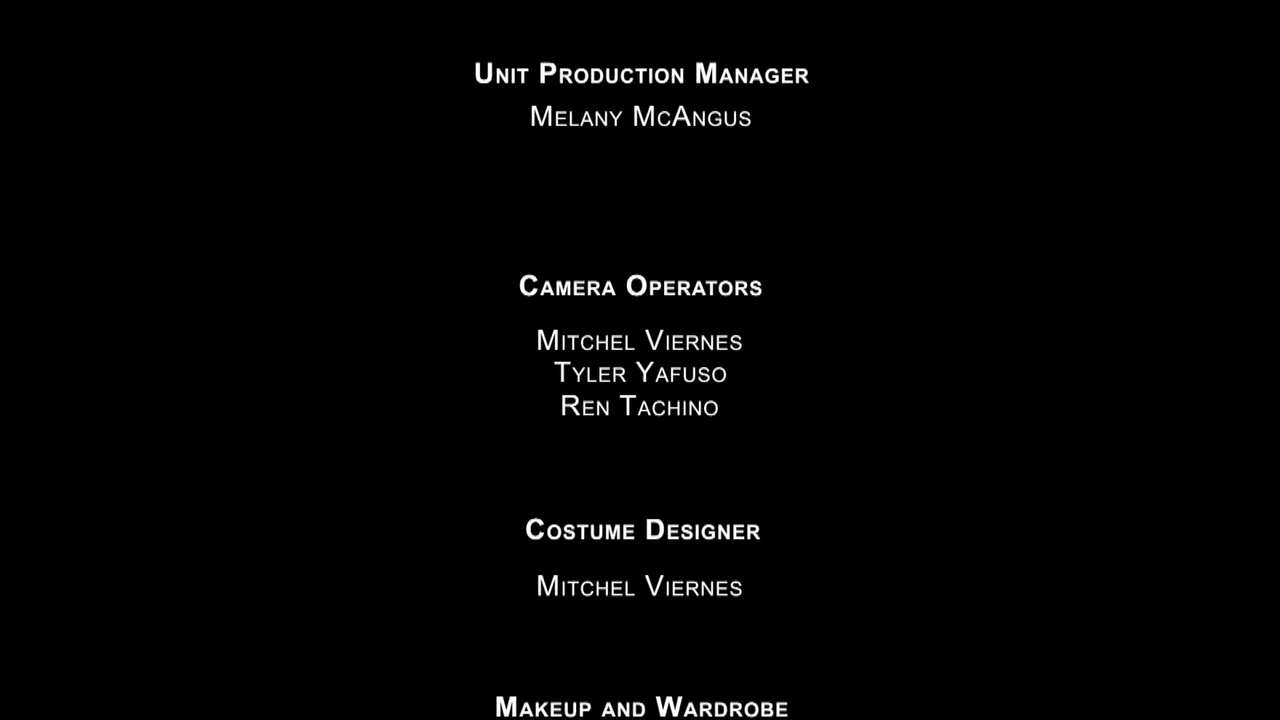 Unit Production Manager
Melany McAngus
Camera Operators
Mitchel Viernes
Tyler Yafuso
Ren Tachino
Costume Designer
Mitchel Viernes
Makeup and Wardrobe